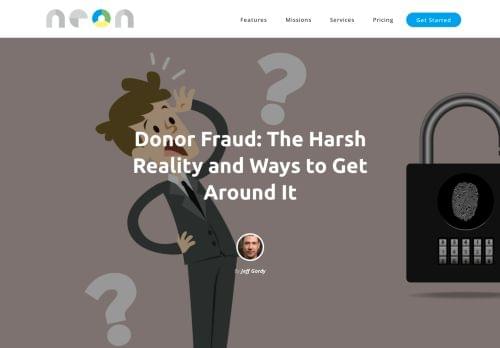 neon
Features Missions Services Pricing Get Started
Donor Fraud: The Harsh
Reality and Ways to Get
Around It
By Jeff Gordy